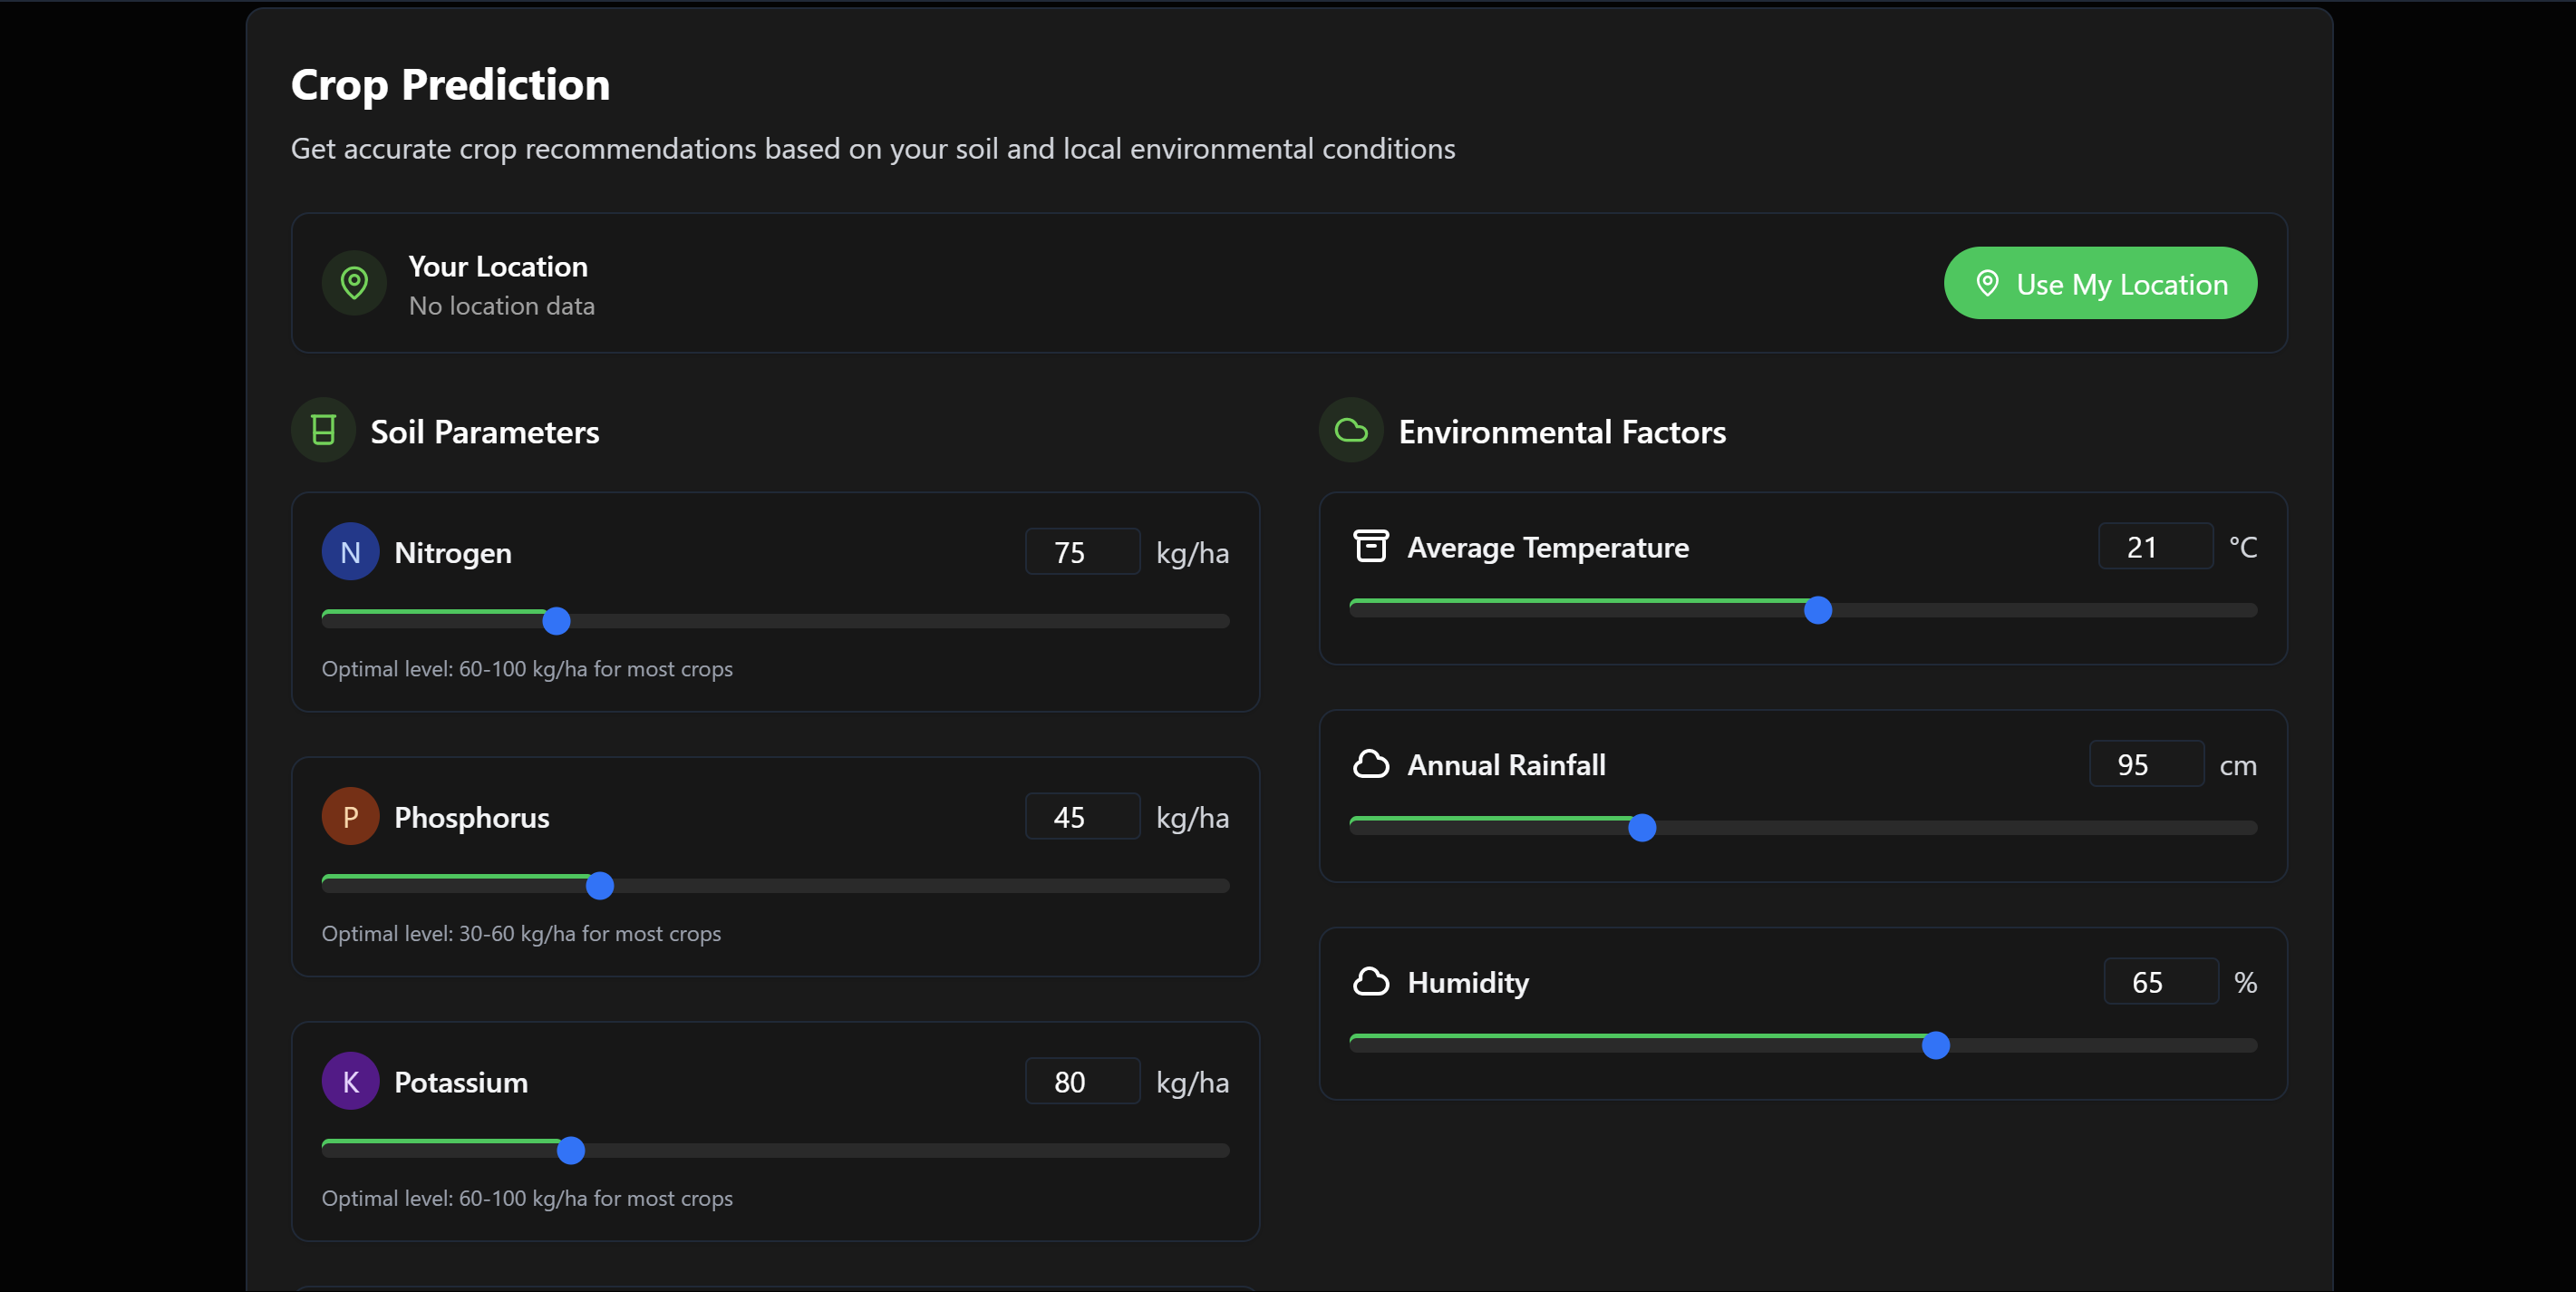 Crop Prediction
Get accurate crop recommendations based on your soil and local environmental conditions
Your Location
No location data
Use My Location
Soil Parameters
N Nitrogen 75 kg/ha
Optimal level: 60-100 kg/ha for most crops
P Phosphorus 45 kg/ha
Optimal level: 30-60 kg/ha for most crops
K Potassium 80 kg/ha
Optimal level: 60-100 kg/ha for most crops
Environmental Factors
Average Temperature 21 °C
Annual Rainfall 95 cm
Humidity 65 %